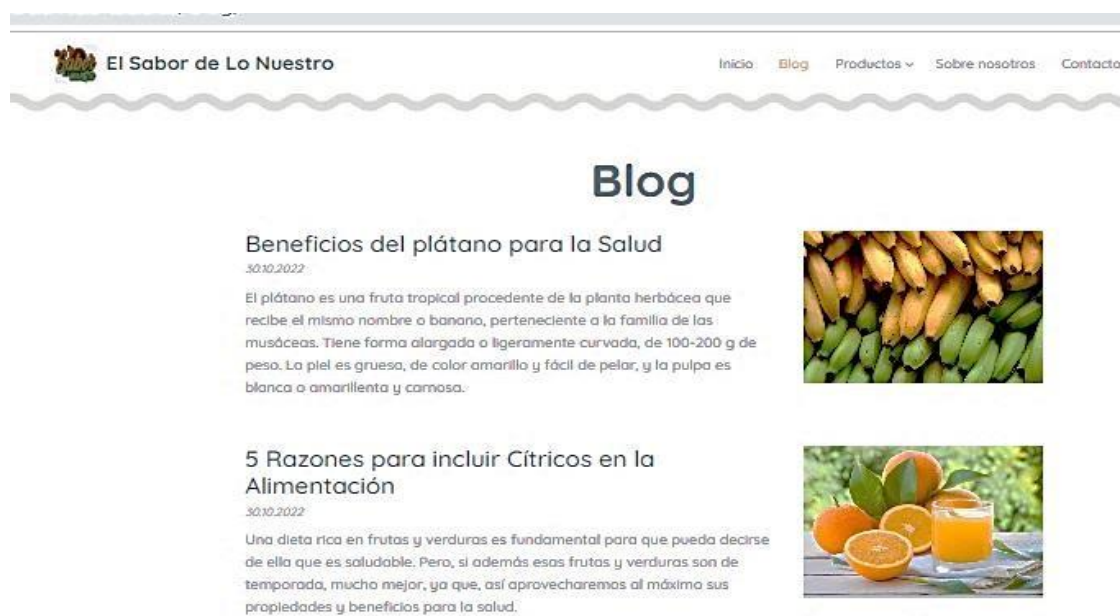 El Sabor de Lo Nuestro
Inicio Blog Productos Sobre nosotros Contacto
Blog
Beneficios del plátano para la Salud
30.10.2022
El plátano es una fruta tropical procedente de la planta herbácea que
recibe el mismo nombre o banano, perteneciente a la familia de las
musáceas. Tiene forma alargada o ligeramente curvada, de 100-200 g de
peso. La piel es gruesa, de color amarillo y fácil de pelar, y la pulpa es
blanca o amarillenta y carnosa.
5 Razones para incluir Cítricos en la
Alimentación
30.10.2022
Una dieta rica en frutas y verduras es fundamental para que pueda decirse
de ella que es saludable. Pero, si además esas frutas y verduras son de
temporada, mucho mejor, ya que, así aprovecharemos al máximo sus
propiedades y beneficios para la salud.